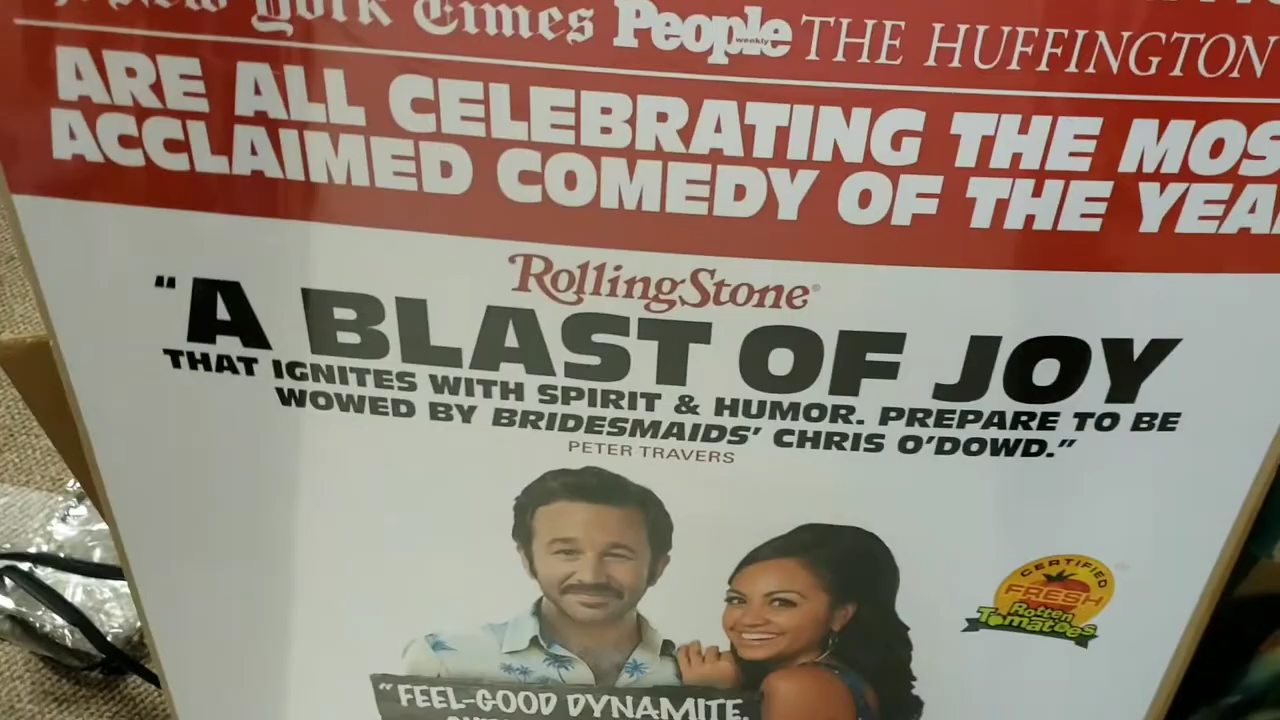 New York Times People weekly THE HUFFINGTON
ARE ALL CELEBRATING THE MOS
ACCLAIMED COMEDY OF THE YEA
RollingStone
"A BLAST OF JOY
THAT IGNITES WITH SPIRIT & HUMOR. PREPARE TO BE
WOWED BY BRIDESMAIDS' CHRIS O'DOWD."
PETER TRAVERS
CERTIFIED
FRESH
Rotten
Tomatoes
"FEEL-GOOD DYNAMITE.